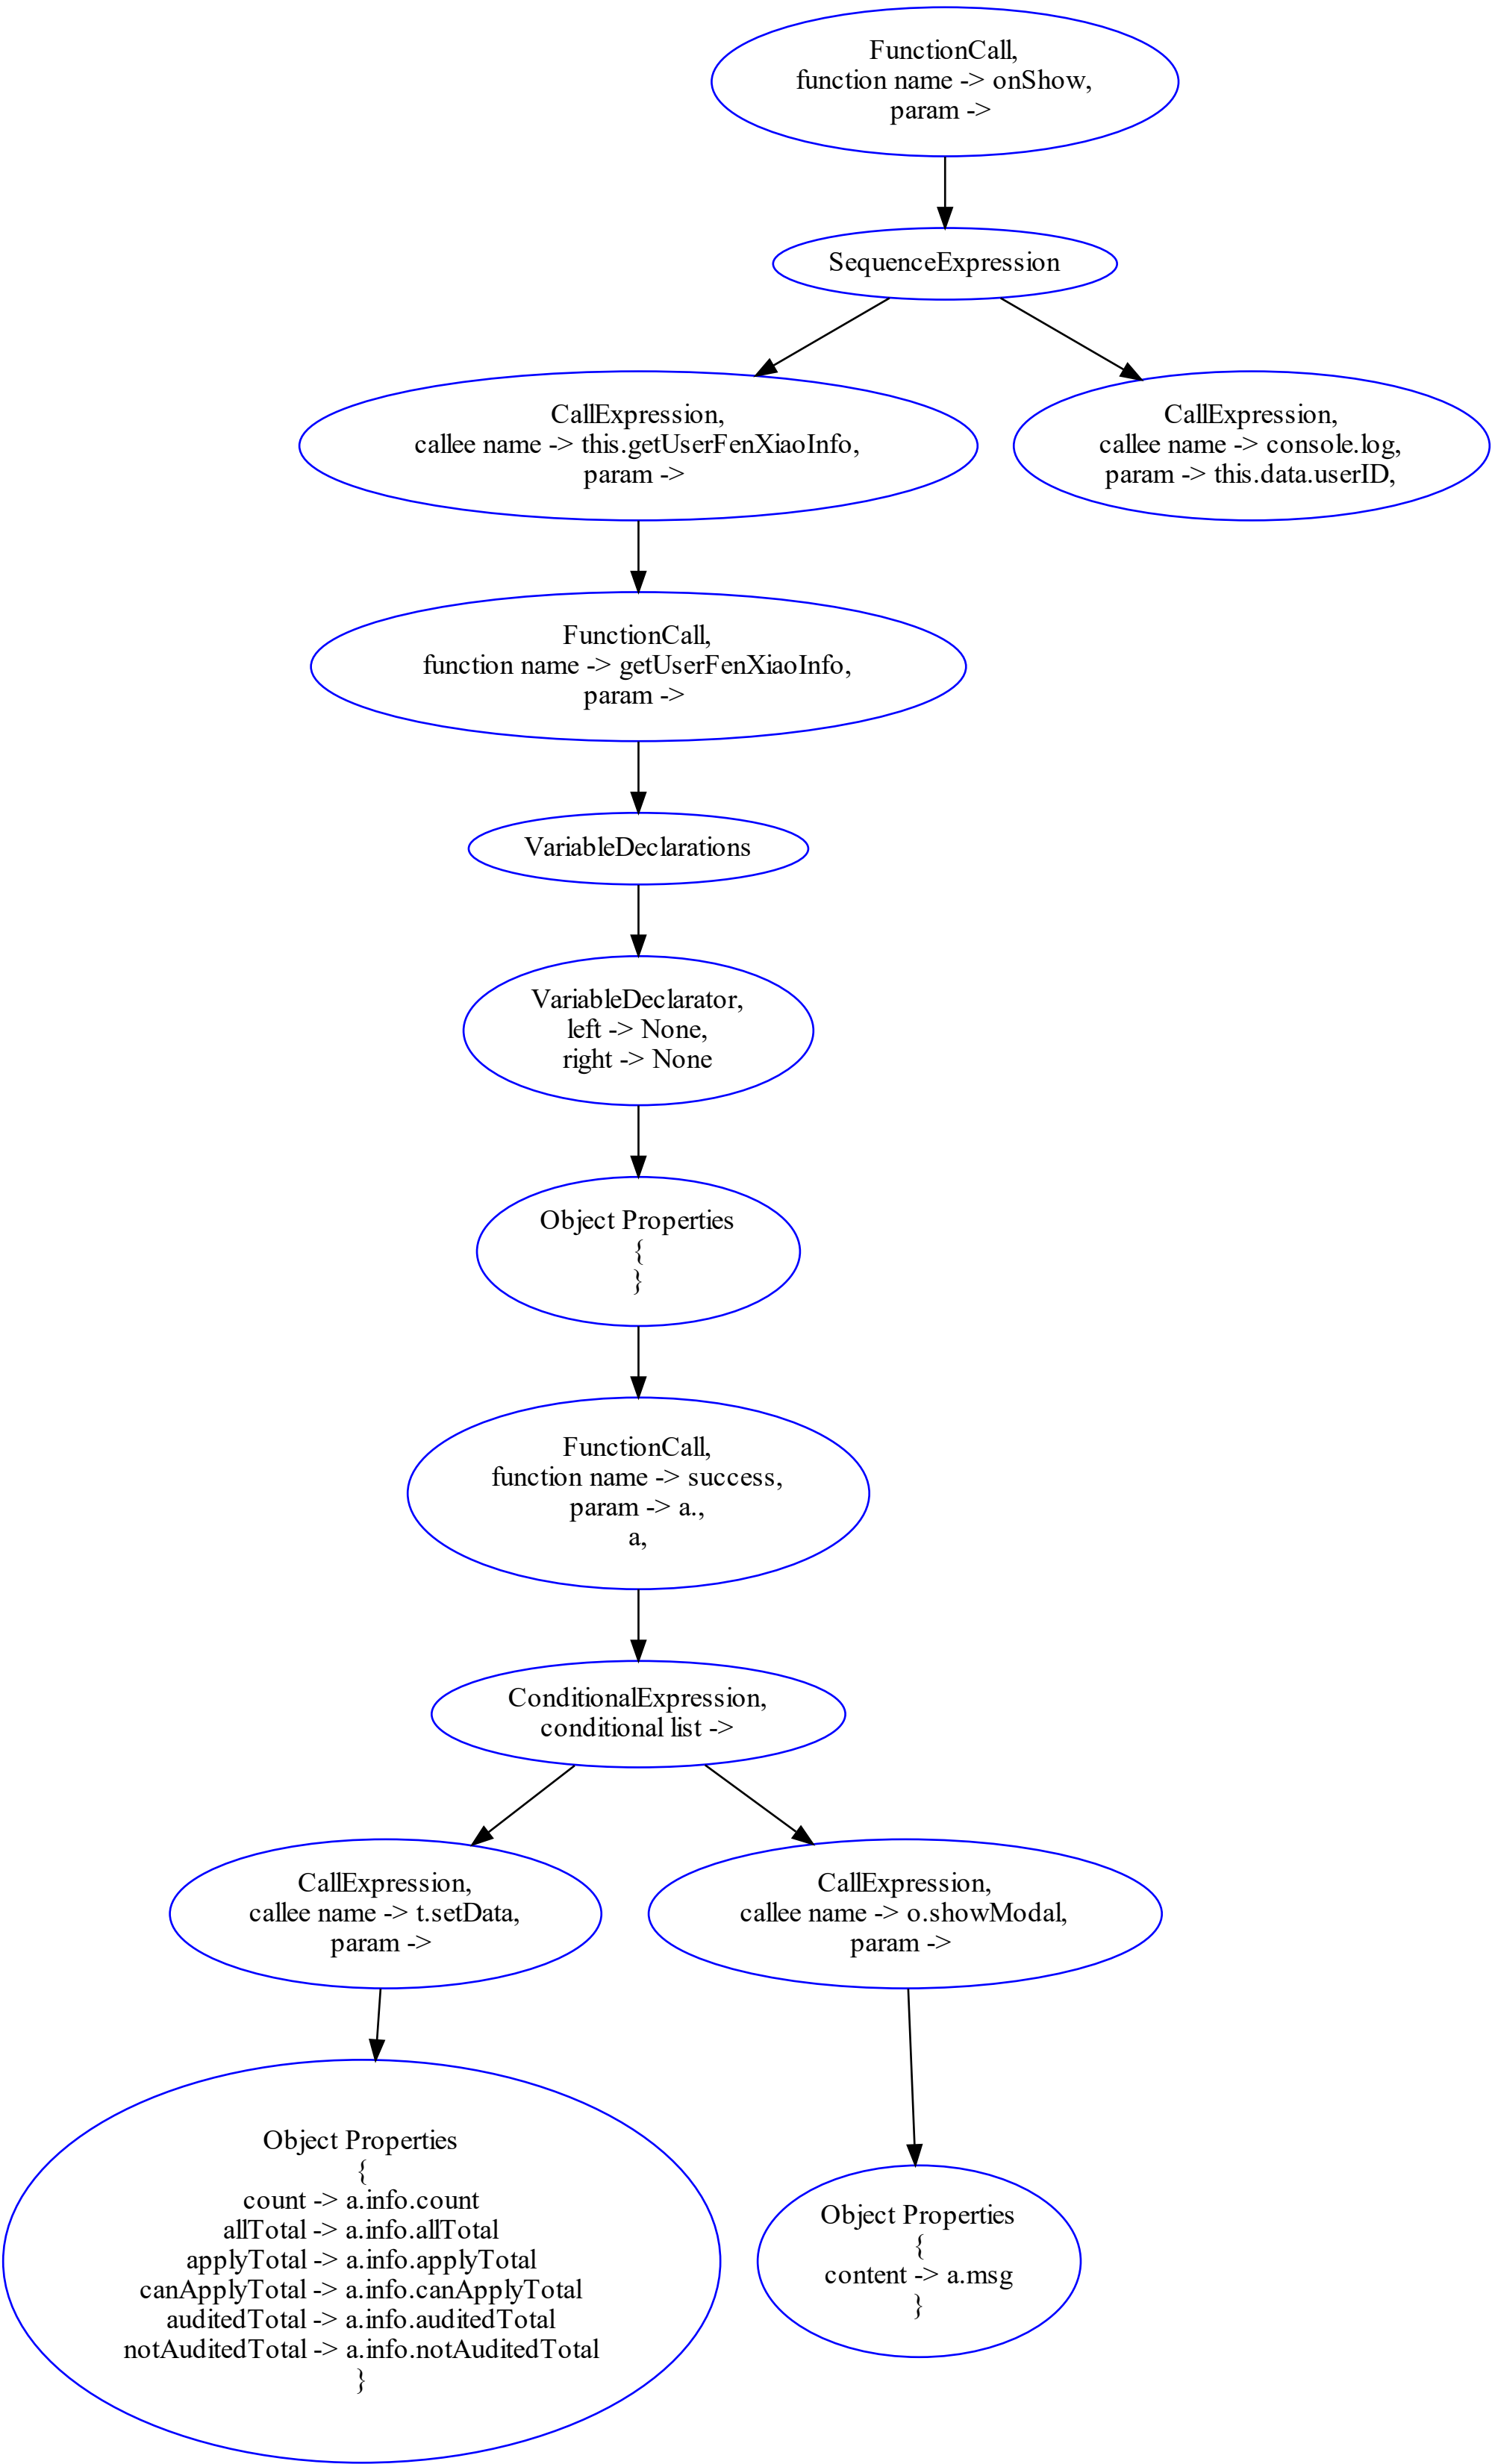 FunctionCall,
function name -> onShow,
param ->
SequenceExpression
CallExpression,
callee name -> this.getUserFenXiaoInfo,
param ->
CallExpression,
callee name -> console.log,
param -> this.data.userID,
FunctionCall,
function name -> getUserFenXiaoInfo,
param ->
VariableDeclarations
VariableDeclarator,
left -> None,
right -> None
Object Properties
{
}
FunctionCall,
function name -> success,
param -> a.,
a,
ConditionalExpression,
conditional list ->
CallExpression,
callee name -> t.setData,
param ->
CallExpression,
callee name -> o.showModal,
param ->
Object Properties
{
count -> a.info.count
allTotal -> a.info.allTotal
applyTotal -> a.info.applyTotal
canApplyTotal -> a.info.canApplyTotal
auditedTotal -> a.info.auditedTotal
notAuditedTotal -> a.info.notAuditedTotal
}
Object Properties
{
content -> a.msg
}